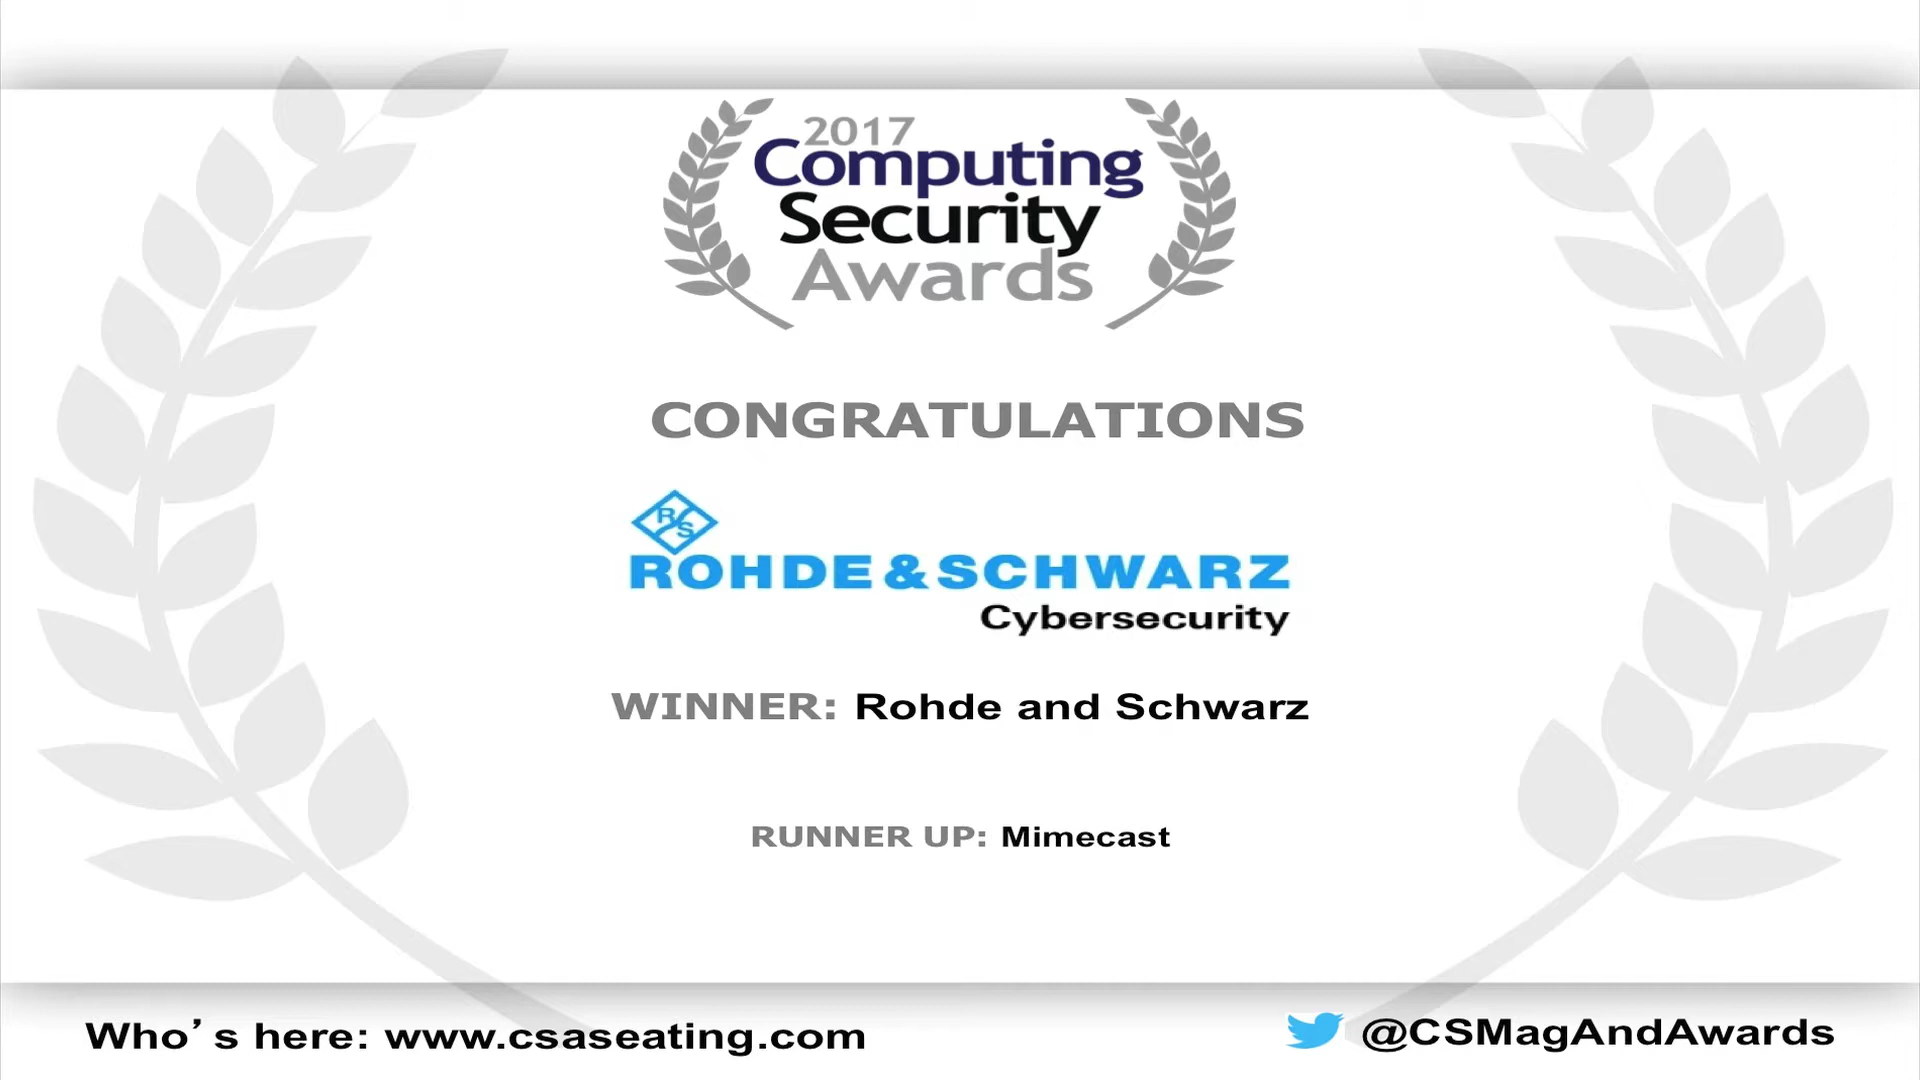 2017
Computing
Security
Awards
CONGRATULATIONS
R S
ROHDE & SCHWARZ
Cybersecurity
WINNER: Rohde and Schwarz
RUNNER UP: Mimecast
Who’s here: www.csaseating.com
@CSMagAndAwards